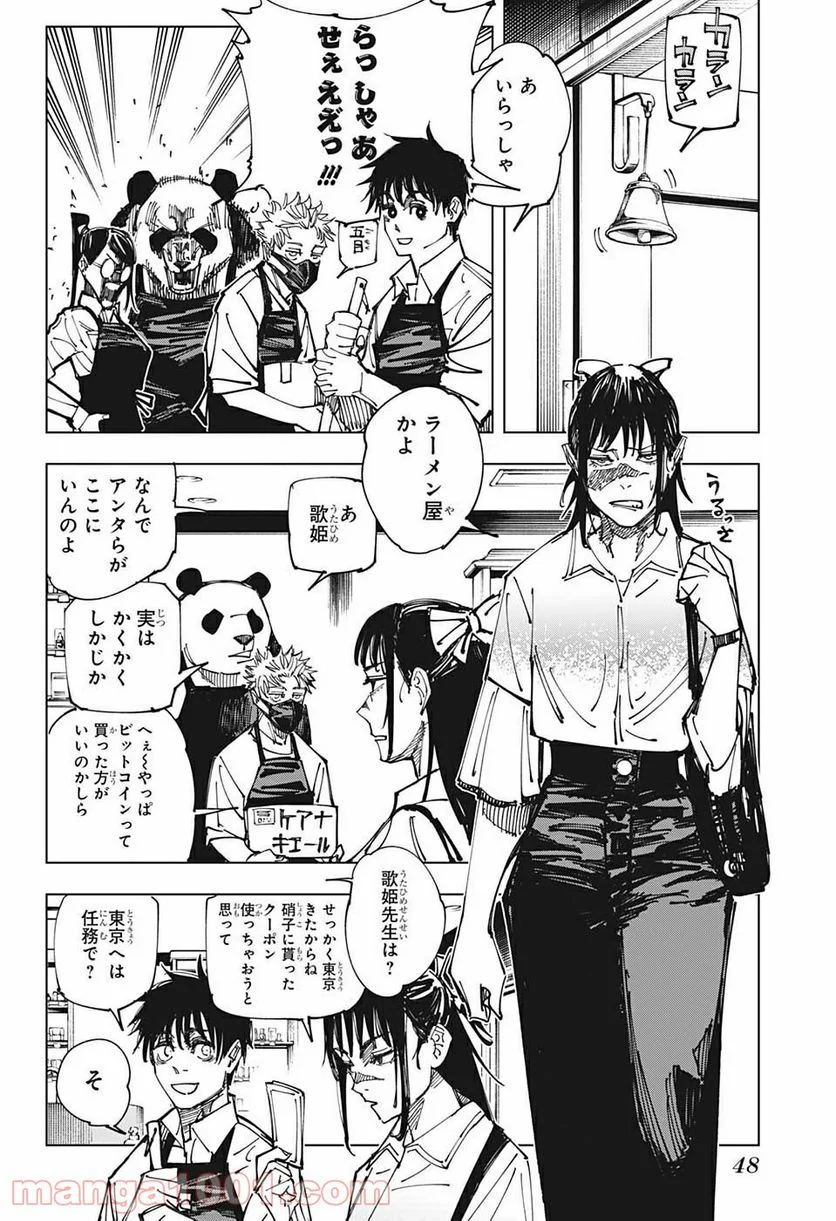 カラン
カラン
あ
いらっしゃ
らっしゃあ
せぇえぇっ!!!
五目
ラーメン屋
かよ
うるっさ
あ
歌姫
なんで
アンタらが
ここに
いんのよ
実は
かくかく
しかじか
へぇ〜やっぱ
ビットコインって
買った方が
いいのかしら
ケアナ
キエール
歌姫先生は?
せっかく東京
きたからね
硝子に貰った
クーポン
使っちゃおうと
思って
東京へは
任務で?
そ
48
manga1001.com